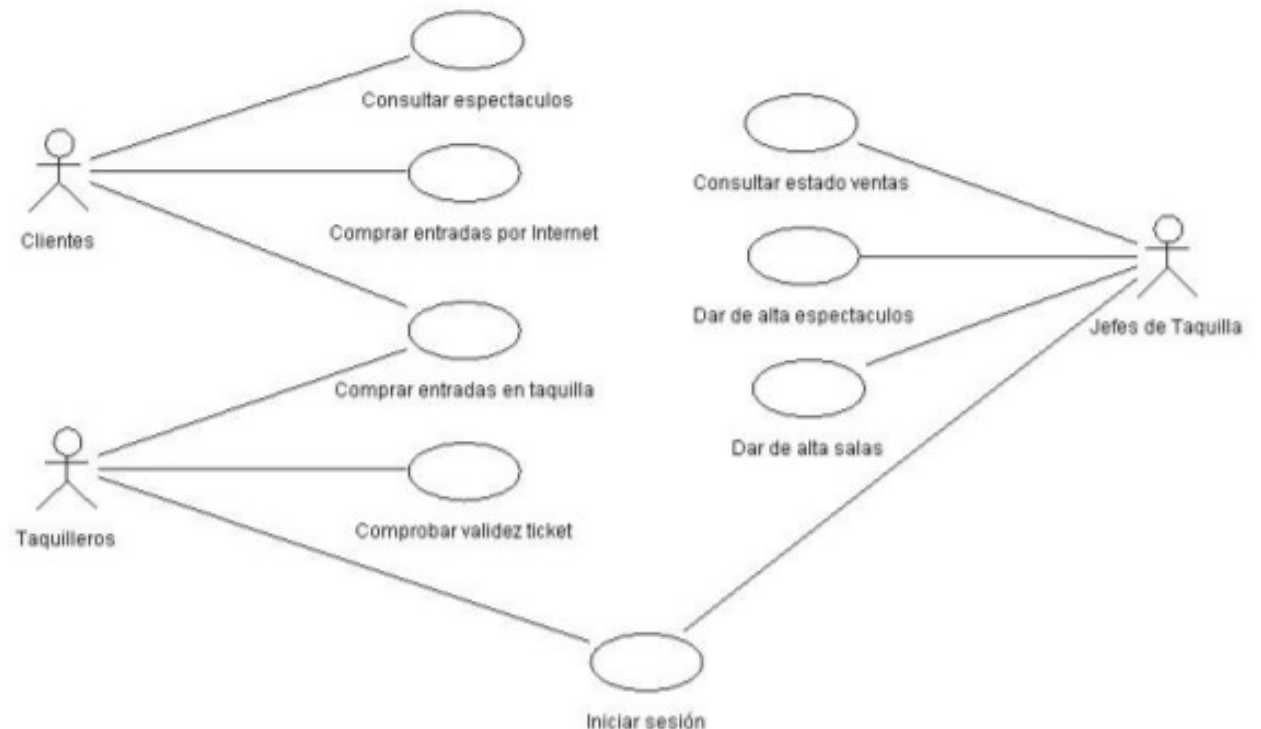 Consultar espectaculos
Clientes
Comprar entradas por Internet
Comprar entradas en taquilla
Taquilleros
Comprobar validez ticket
Consultar estado ventas
Dar de alta espectaculos
Jefes de Taquilla
Dar de alta salas
Iniciar sesión